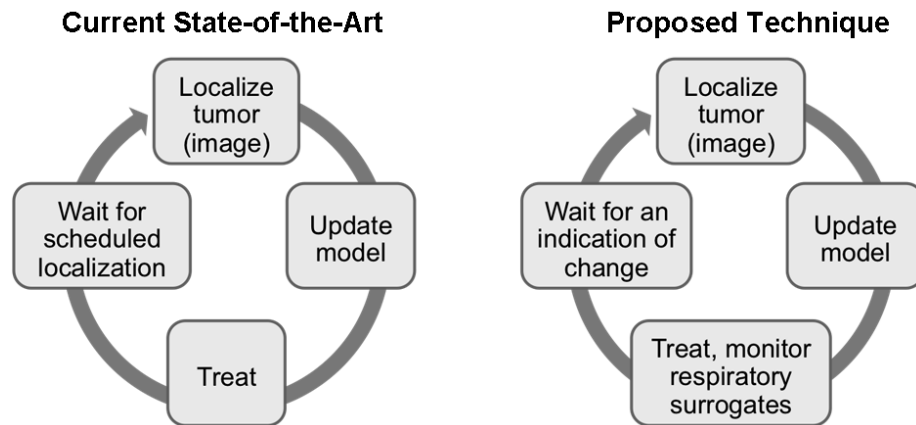 Current State-of-the-Art
Localize
tumor
(image)
Update
model
Treat
Wait for
scheduled
localization
Proposed Technique
Localize
tumor
(image)
Update
model
Treat, monitor
respiratory
surrogates
Wait for an
indication of
change